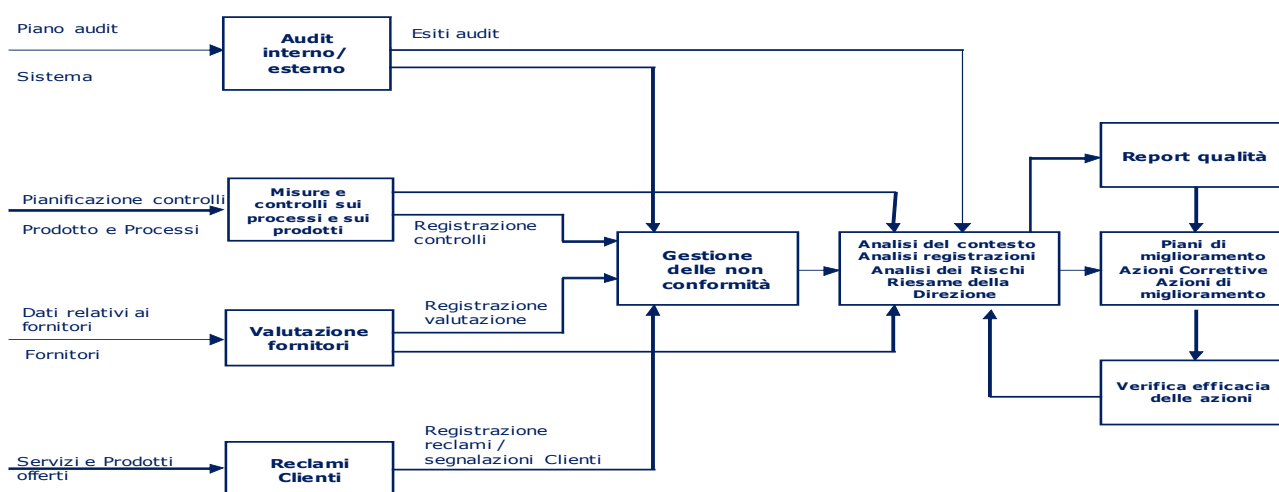 Piano audit
Sistema
Audit
interno/
esterno
Esiti audit
Pianificazione controlli
Prodotto e Processi
Misure e
controlli sui
processi e sui
prodotti
Registrazione
controlli
Dati relativi ai
fornitori
Fornitori
Valutazione
fornitori
Registrazione
valutazione
Servizi e Prodotti
offerti
Reclami
Clienti
Registrazione
reclami /
segnalazioni Clienti
Gestione
delle non
conformità
Analisi del contesto
Analisi registrazioni
Analisi dei Rischi
Riesame della
Direzione
Report qualità
Piani di
miglioramento
Azioni Correttive
Azioni di
miglioramento
Verifica efficacia
delle azioni